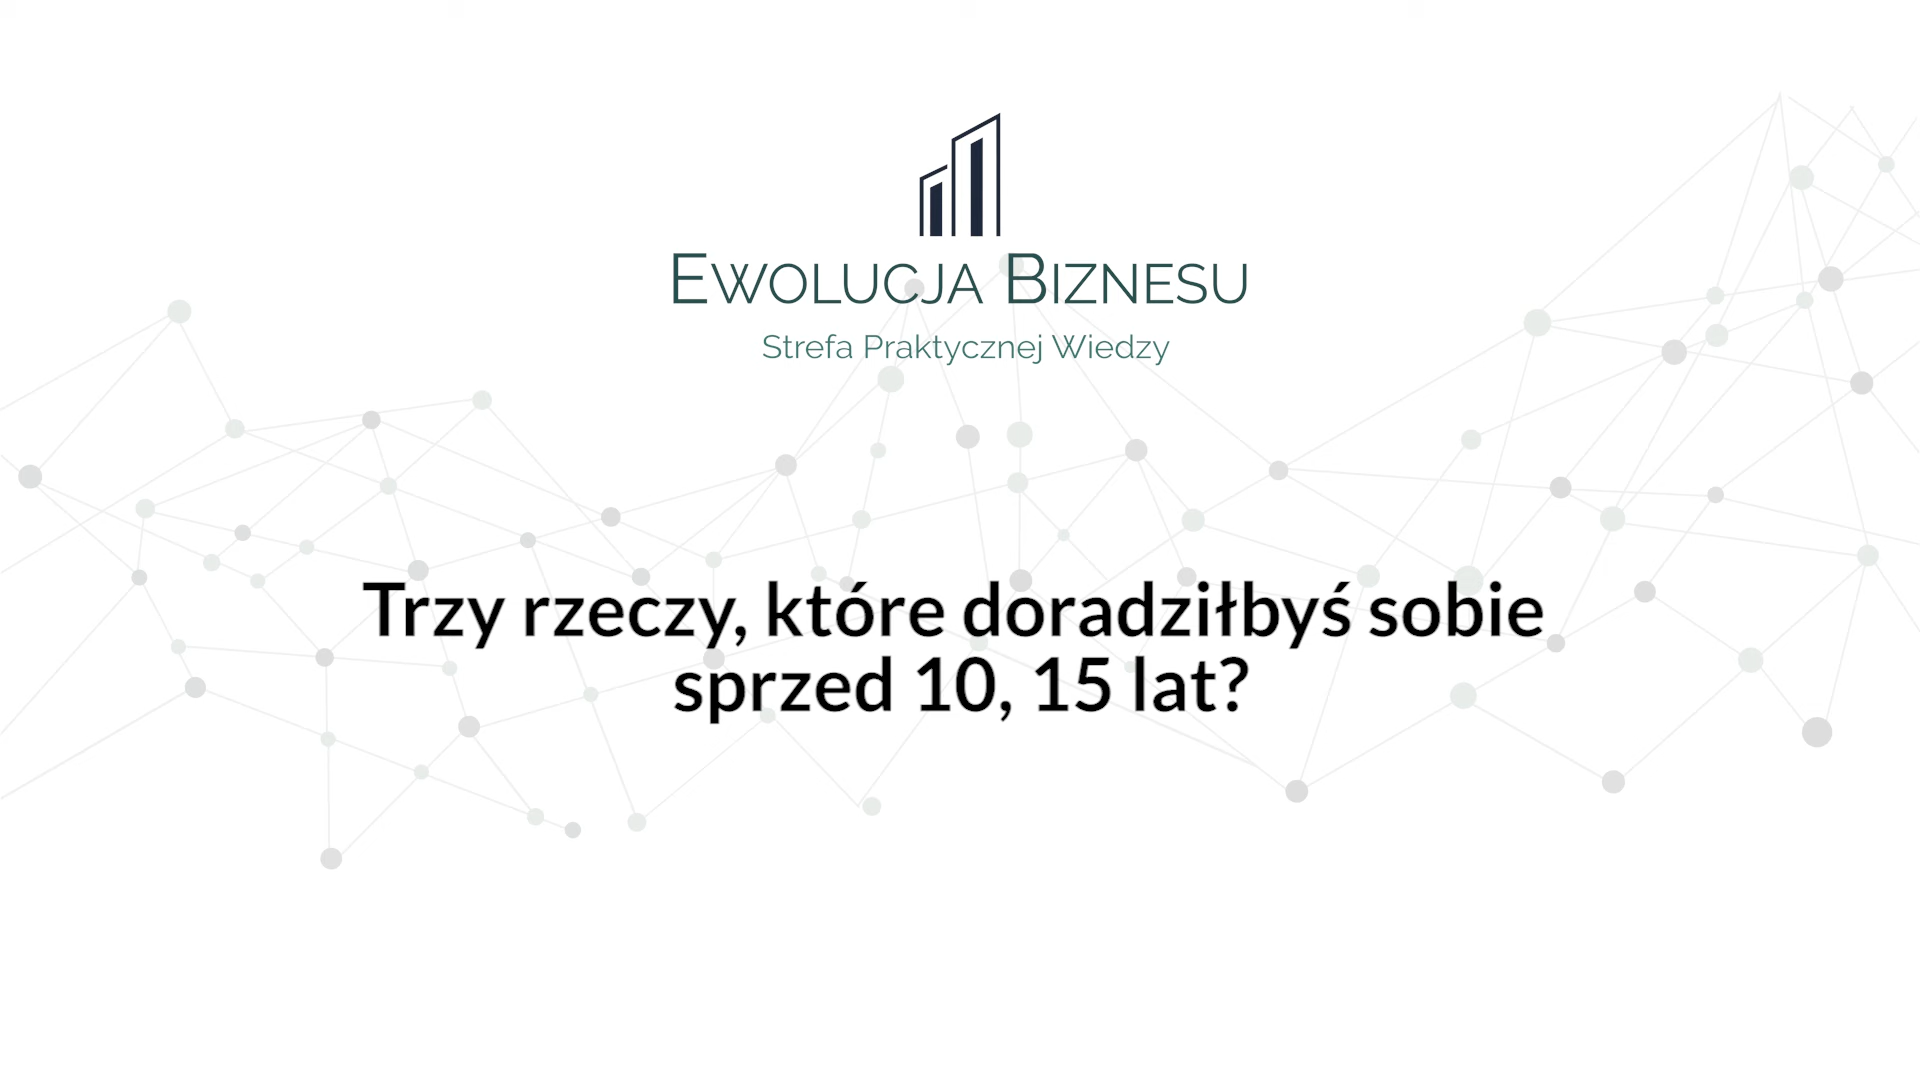 Ewolucja Biznesu
Strefa Praktycznej Wiedzy
Trzy rzeczy, które doradziłbyś sobie
sprzed 10, 15 lat?